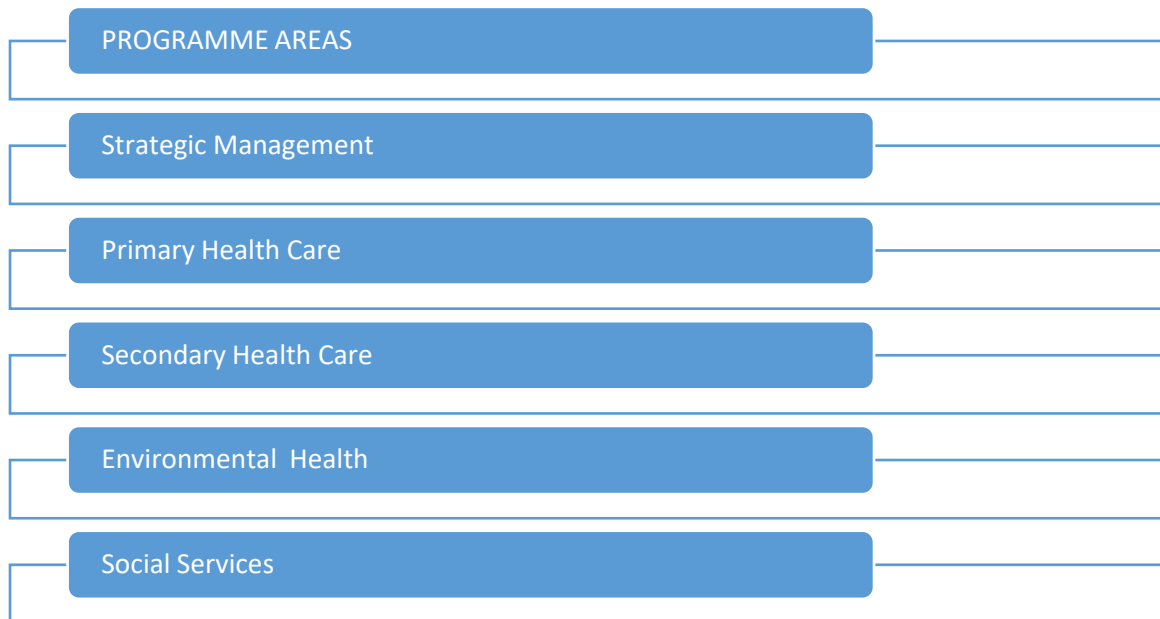 PROGRAMME AREAS
Strategic Management
Primary Health Care
Secondary Health Care
Environmental  Health
Social Services